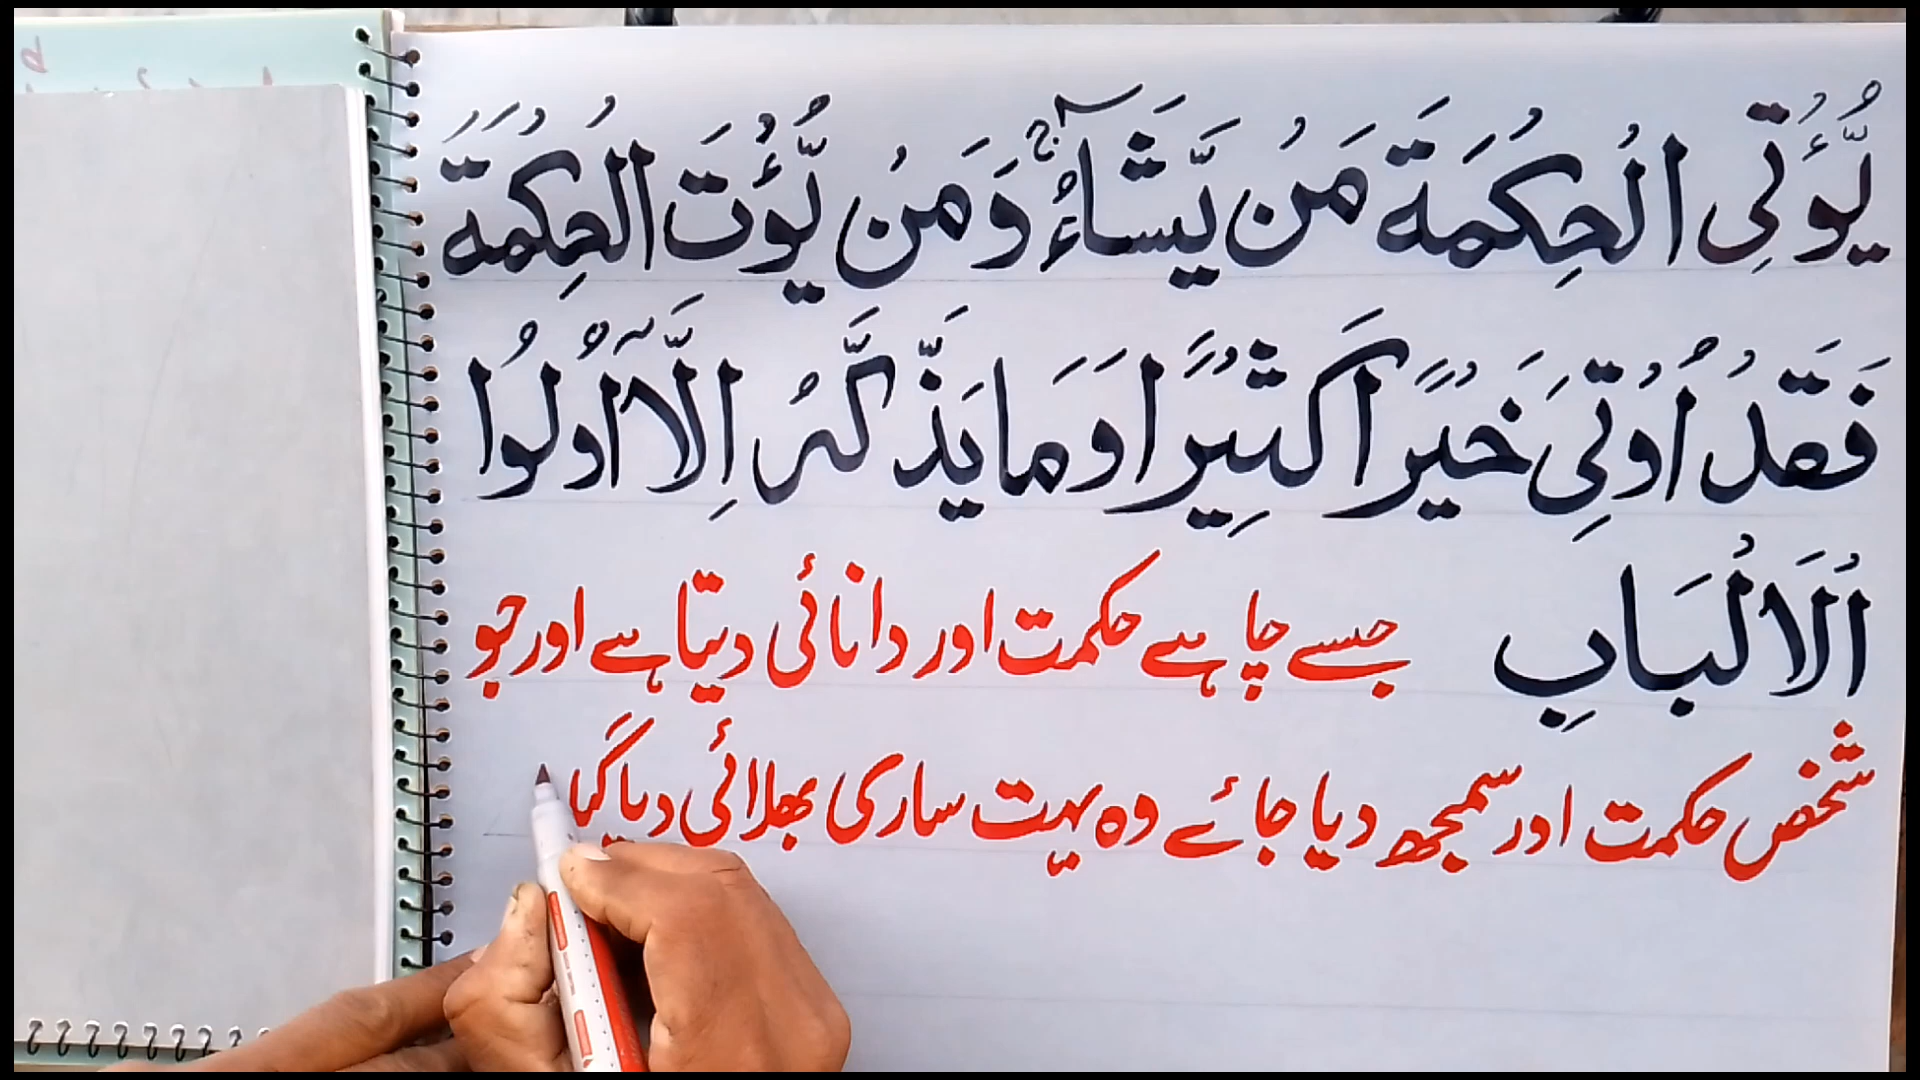 يُّؤۡتِى الۡحِكۡمَةَ مَنۡ يَّشَآءُ‌ ۚ وَمَنۡ يُّؤۡتَ الۡحِكۡمَةَ
فَقَدۡ اُوۡتِىَ خَيۡرًا كَثِيۡرًا‌ وَمَا يَذَّكَّرُ اِلَّاۤ اُولُوا
الۡاَلۡبَابِ جسے چاہے حکمت اور دانائی دیتا ہے اور جو
شخص حکمت اور سمجھ دیا جائے وہ بہت ساری بھلائی دیا گیا